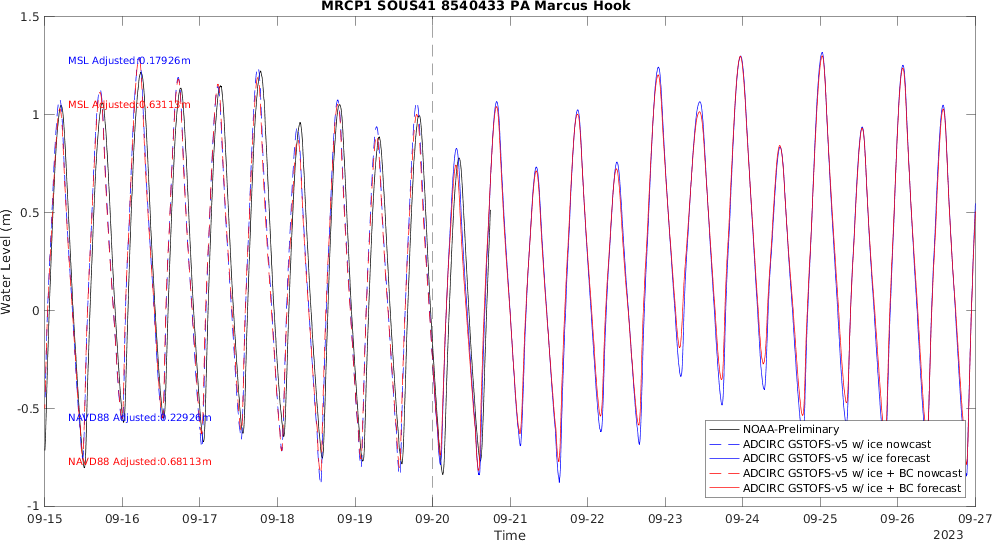 MRCP1 SOUS41 8540433 PA Marcus Hook
1.5
1
0.5
0
-0.5
-1
Water Level (m)
MSL Adjusted:0.17926m
MSL Adjusted:0.63113m
NAVD88 Adjusted:0.22926m
NAVD88 Adjusted:0.68113m
NOAA-Preliminary
ADCIRC GSTOFS-v5 w/ ice nowcast
ADCIRC GSTOFS-v5 w/ ice forecast
ADCIRC GSTOFS-v5 w/ ice + BC nowcast
ADCIRC GSTOFS-v5 w/ ice + BC forecast
09-15 09-16 09-17 09-18 09-19 09-20 09-21 09-22 09-23 09-24 09-25 09-26 09-27
Time
2023